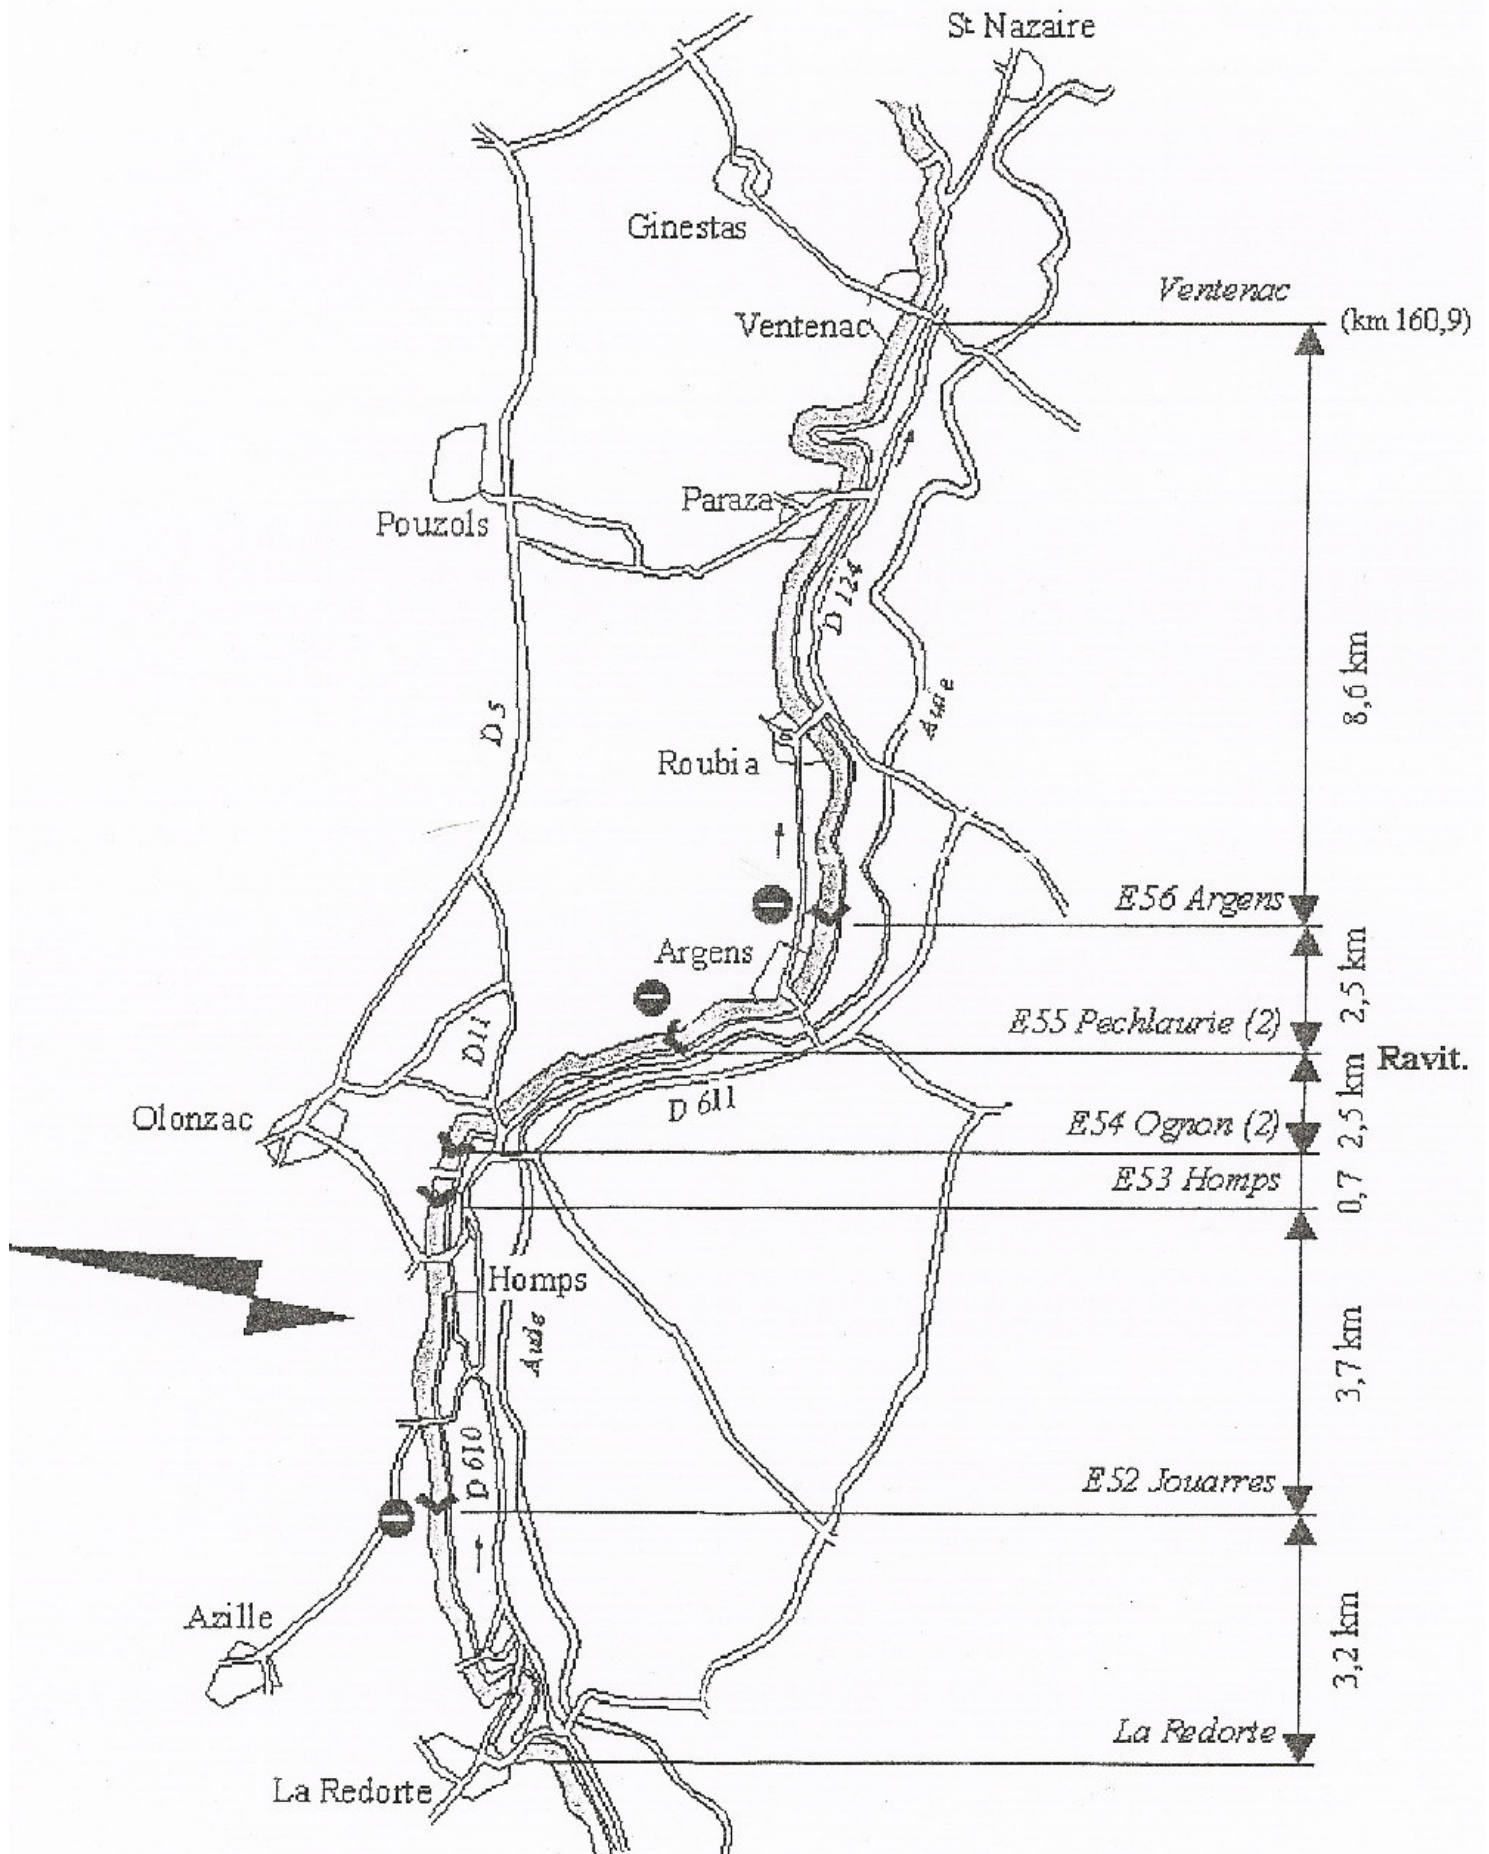 St Nazaire
Ginestas
Ventenac
Ventenac
(km 160,9)
Paraza
Pouzols
D 124
8,6 km
Aude
D 5
Roubia
E56 Argens
Argens
2,5 km
E55 Pechlaurie (2)
Ravit.
D11
D 611
2,5 km
Olonzac
E54 Ognon (2)
E53 Homps
0,7
Homps
Aude
3,7 km
D 610
E52 Jouarres
Azille
3,2 km
La Redorte
La Redorte